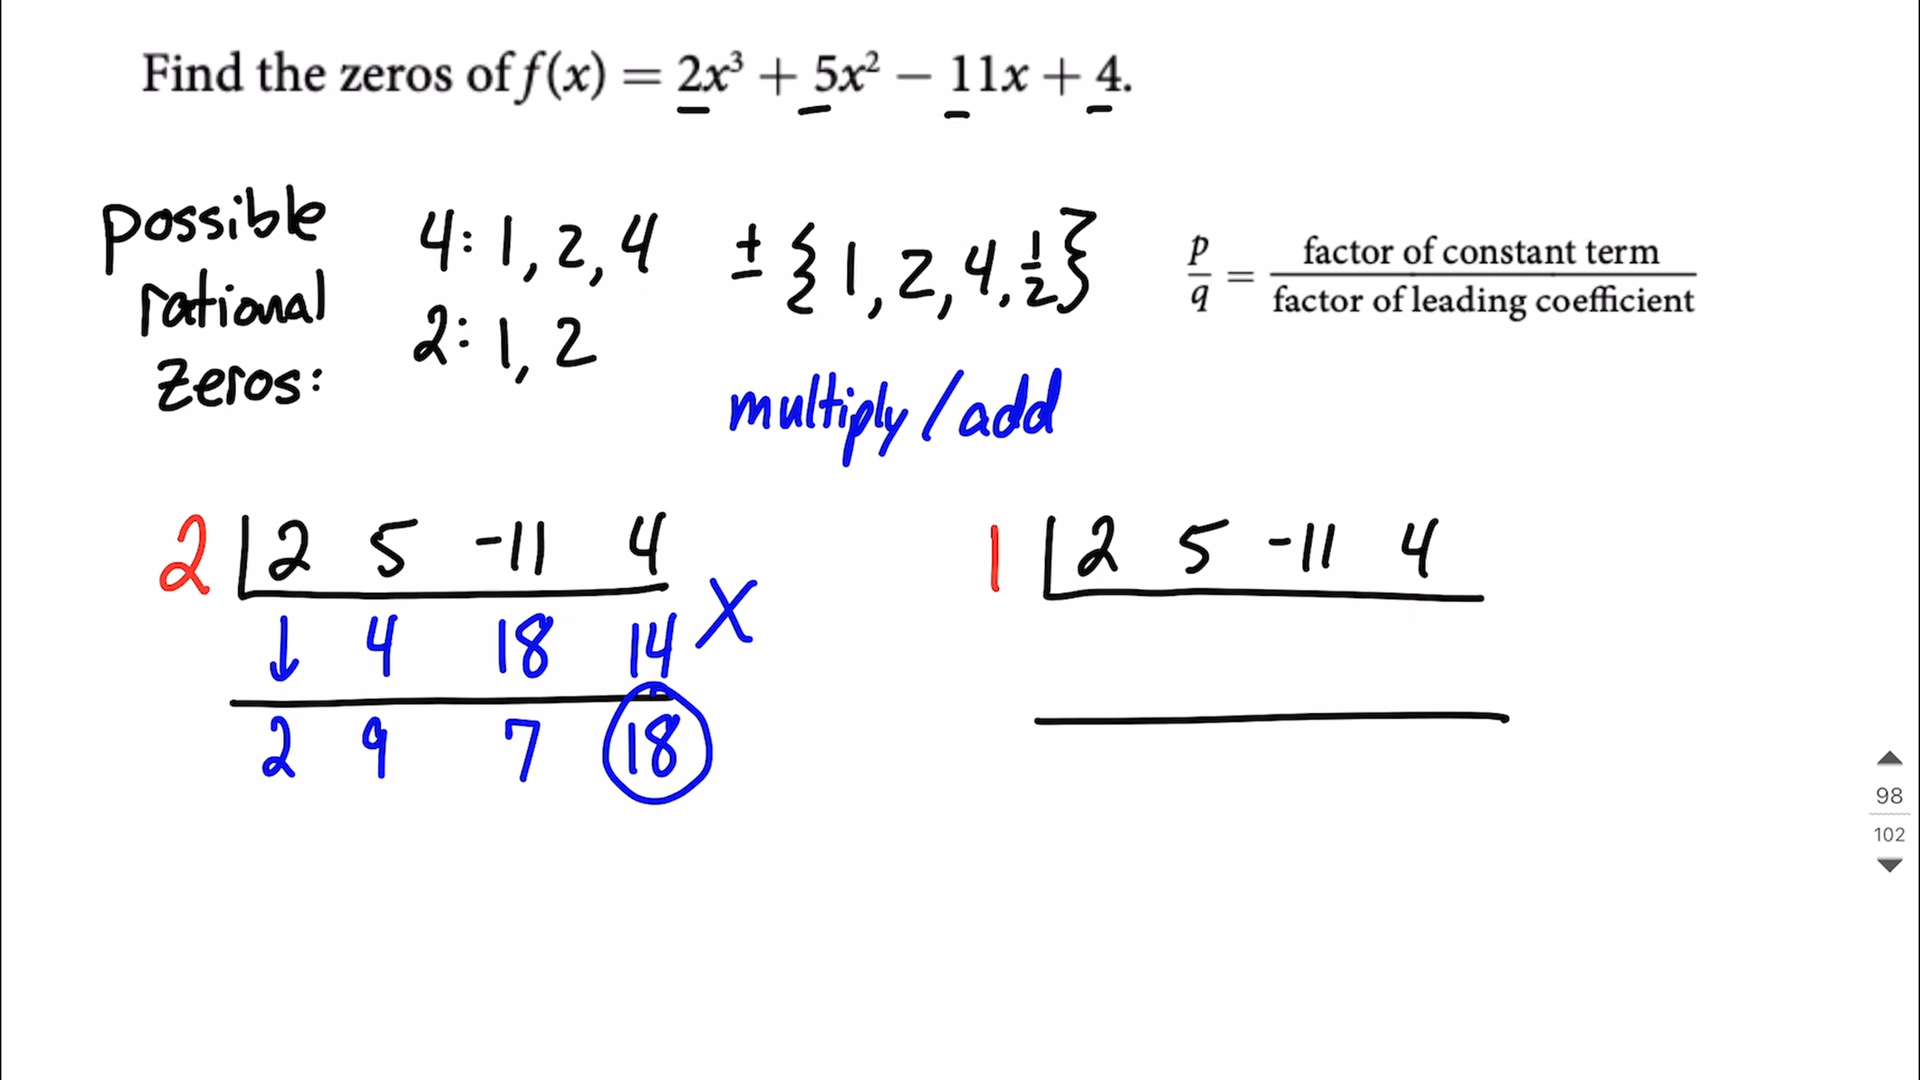 Find the zeros of f(x) = 2x³ + 5x² − 11x + 4.
possible rational zeros:
4: 1, 2, 4
2: 1, 2
± {1, 2, 4, 1/2}
p/q = factor of constant term / factor of leading coefficient
multiply/add
2 | 2 5 -11 4
↓ 4 18 14 X
2 9 7 18
1 | 2 5 -11 4
98
102